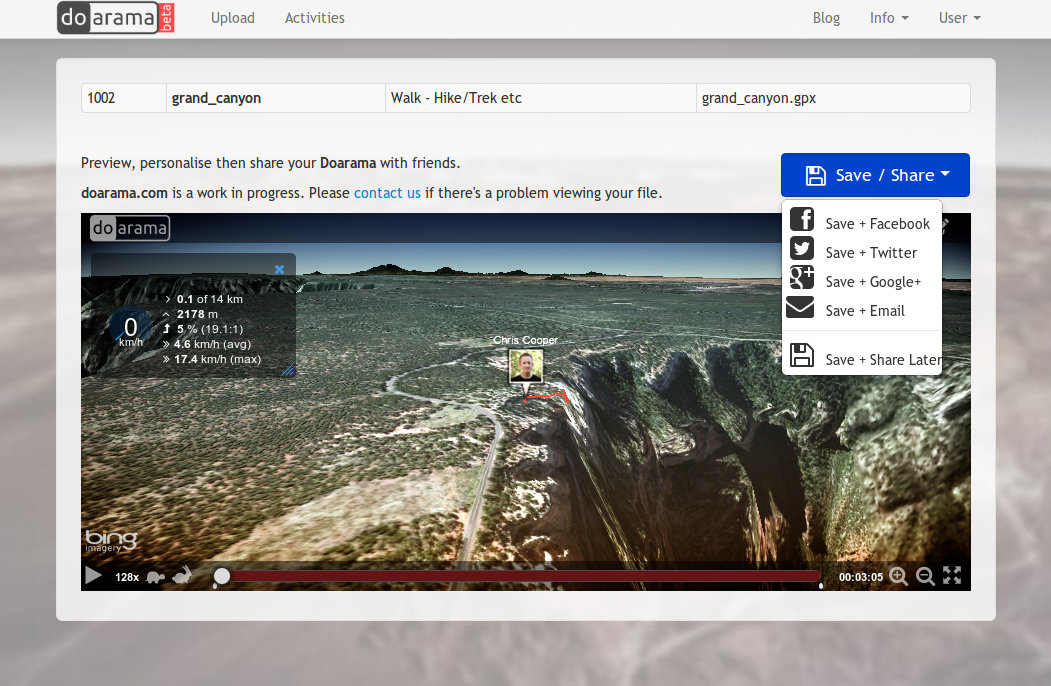 doarama beta Upload Activities Blog Info User
1002 grand_canyon Walk - Hike/Trek etc grand_canyon.gpx
Preview, personalise then share your Doarama with friends.
doarama.com is a work in progress. Please contact us if there's a problem viewing your file.
Save / Share
Save + Facebook
Save + Twitter
Save + Google+
Save + Email
Save + Share Later
doarama
0
km/h
0.1 of 14 km
2178 m
5 % (19.1:1)
4.6 km/h (avg)
17.4 km/h (max)
Chris Cooper
bing
imagery
128x 00:03:05